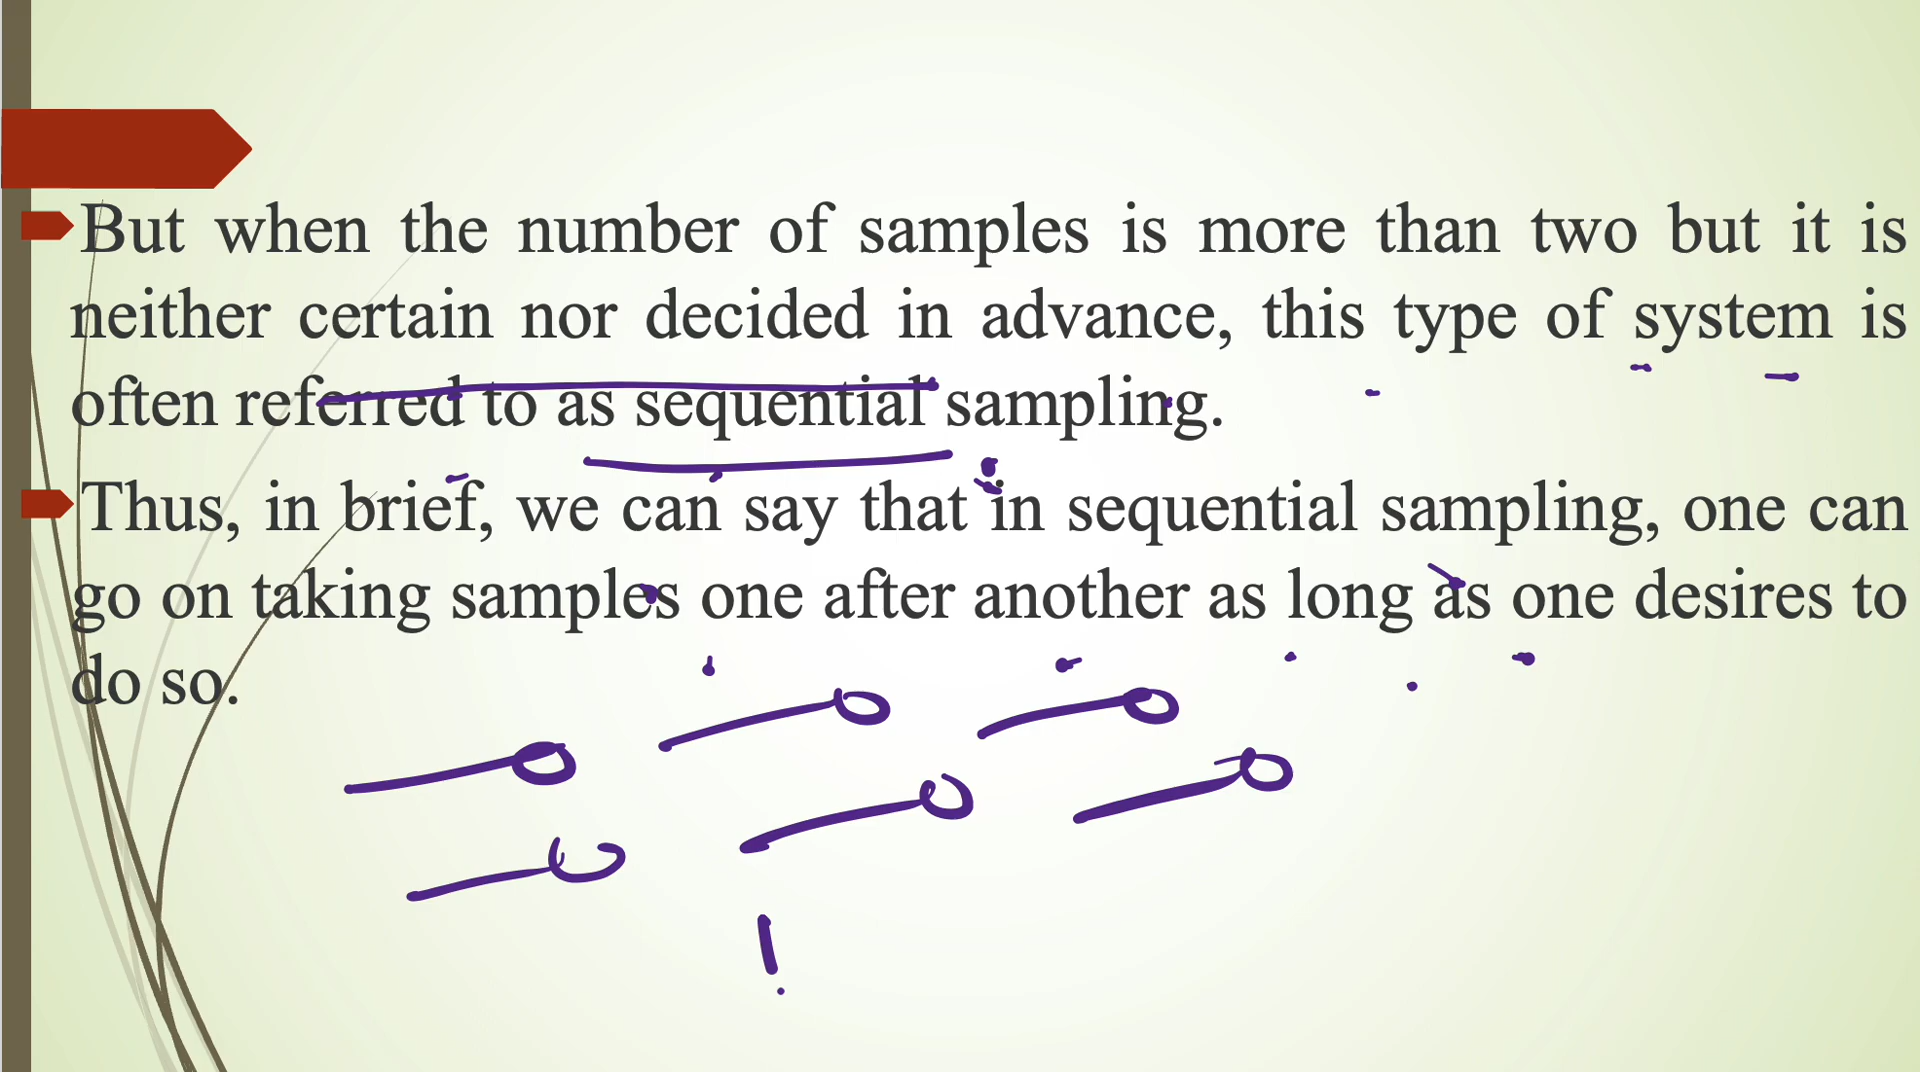 But when the number of samples is more than two but it is
neither certain nor decided in advance, this type of system is
often referred to as sequential sampling.
Thus, in brief, we can say that in sequential sampling, one can
go on taking samples one after another as long as one desires to
do so.